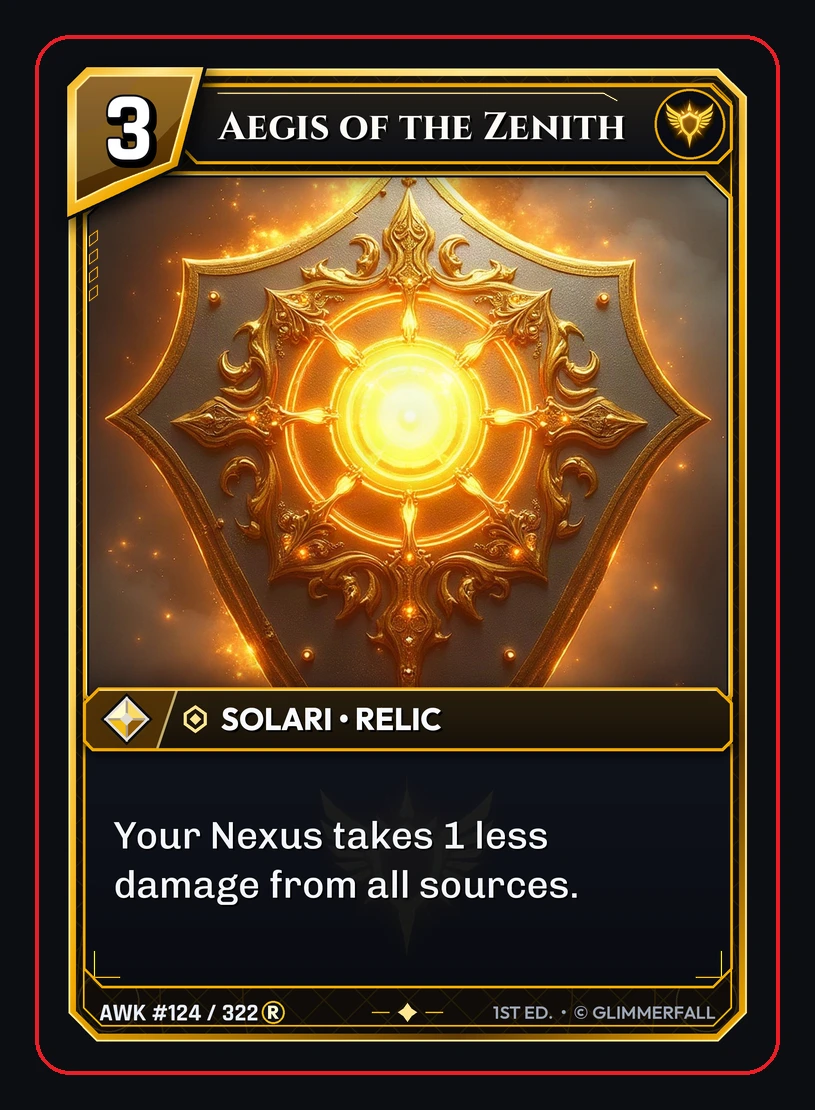 3
AEGIS OF THE ZENITH
SOLARI • RELIC
Your Nexus takes 1 less
damage from all sources.
AWK #124 / 322 R
1ST ED. • © GLIMMERFALL